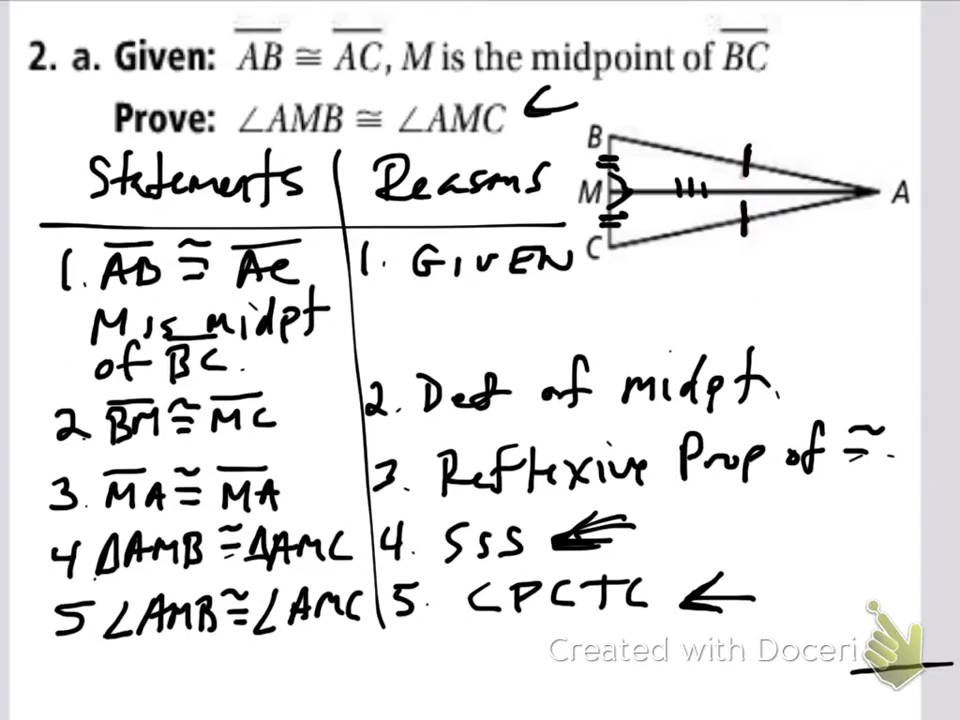 2. a. Given: AB ≅ AC, M is the midpoint of BC
Prove: ∠AMB ≅ ∠AMC
B
M
C
A
Statements
Reasons
1. AB ≅ AC
M is midpt
of BC.
1. GIVEN
2. BM ≅ MC
2. Def of midpt.
3. MA ≅ MA
3. Reflexive Prop of ≅.
4 ΔAMB ≅ ΔAMC
4. SSS
5 ∠AMB ≅ ∠AMC
5. CPCTC
Created with Doceri